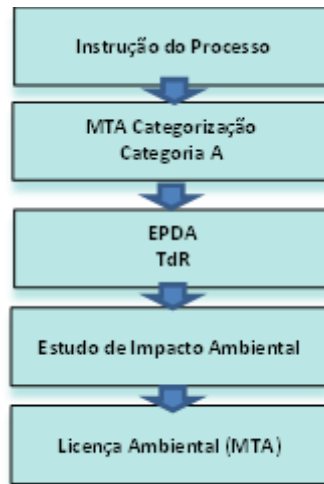 Instrução do Processo
MTA Categorização
Categoria A
EPDA
TdR
Estudo de Impacto Ambiental
Licença Ambiental (MTA)